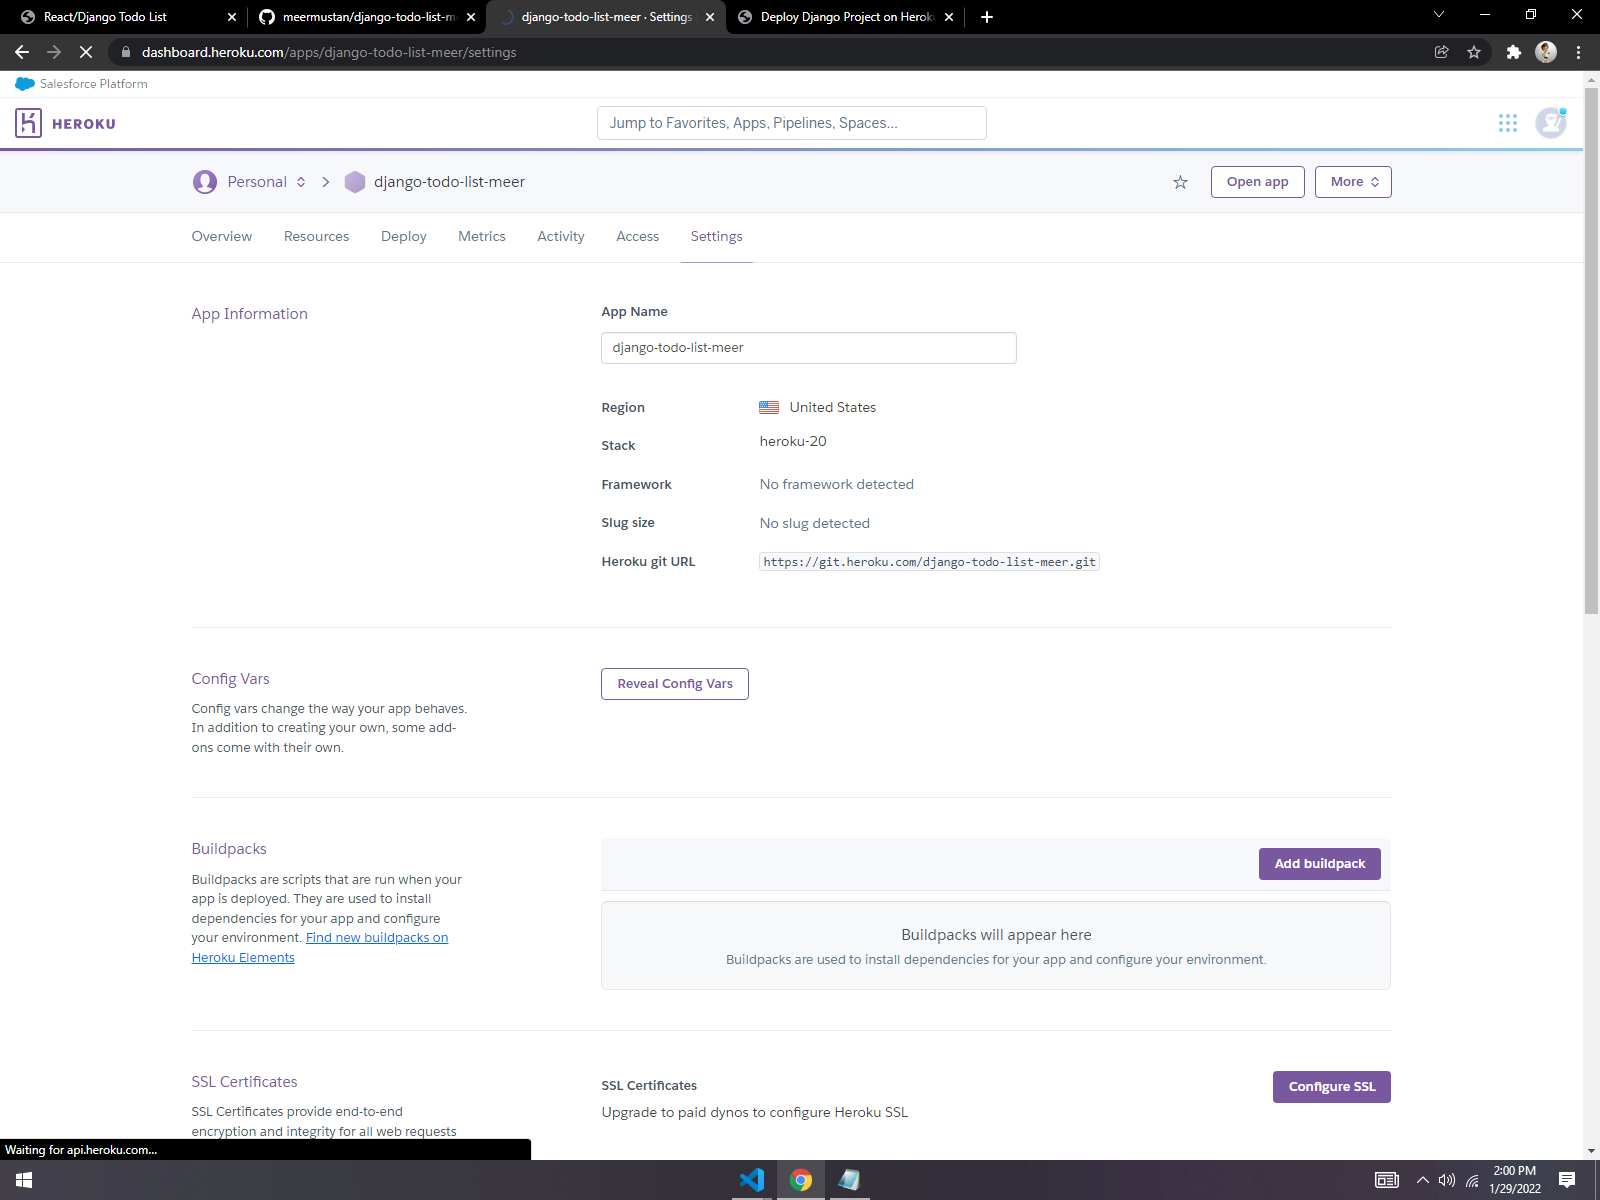 React/Django Todo List
meermustan/django-todo-list-m
django-todo-list-meer · Settings
Deploy Django Project on Herok
dashboard.heroku.com/apps/django-todo-list-meer/settings
Salesforce Platform
HEROKU
Jump to Favorites, Apps, Pipelines, Spaces...
Personal
django-todo-list-meer
Open app
More
Overview
Resources
Deploy
Metrics
Activity
Access
Settings
App Information
App Name
django-todo-list-meer
Region
United States
Stack
heroku-20
Framework
No framework detected
Slug size
No slug detected
Heroku git URL
https://git.heroku.com/django-todo-list-meer.git
Config Vars
Config vars change the way your app behaves.
In addition to creating your own, some add-
ons come with their own.
Reveal Config Vars
Buildpacks
Buildpacks are scripts that are run when your
app is deployed. They are used to install
dependencies for your app and configure
your environment. Find new buildpacks on
Heroku Elements
Add buildpack
Buildpacks will appear here
Buildpacks are used to install dependencies for your app and configure your environment.
SSL Certificates
SSL Certificates provide end-to-end
encryption and integrity for all web requests
SSL Certificates
Upgrade to paid dynos to configure Heroku SSL
Configure SSL
Waiting for api.heroku.com...
2:00 PM
1/29/2022